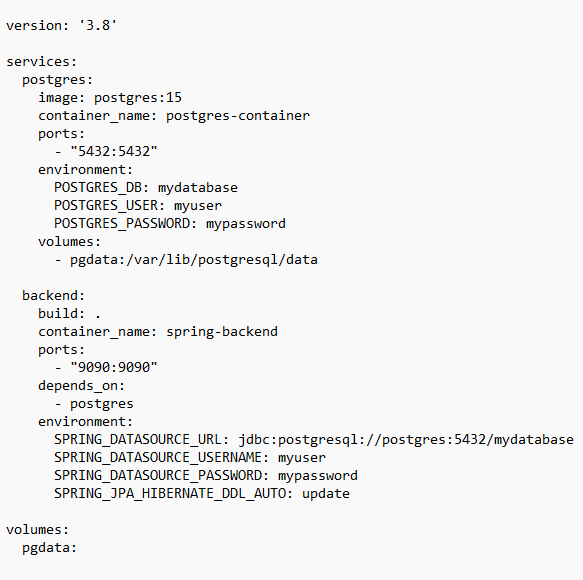 version: '3.8'

services:
  postgres:
    image: postgres:15
    container_name: postgres-container
    ports:
      - "5432:5432"
    environment:
      POSTGRES_DB: mydatabase
      POSTGRES_USER: myuser
      POSTGRES_PASSWORD: mypassword
    volumes:
      - pgdata:/var/lib/postgresql/data

  backend:
    build: .
    container_name: spring-backend
    ports:
      - "9090:9090"
    depends_on:
      - postgres
    environment:
      SPRING_DATASOURCE_URL: jdbc:postgresql://postgres:5432/mydatabase
      SPRING_DATASOURCE_USERNAME: myuser
      SPRING_DATASOURCE_PASSWORD: mypassword
      SPRING_JPA_HIBERNATE_DDL_AUTO: update

volumes:
  pgdata: